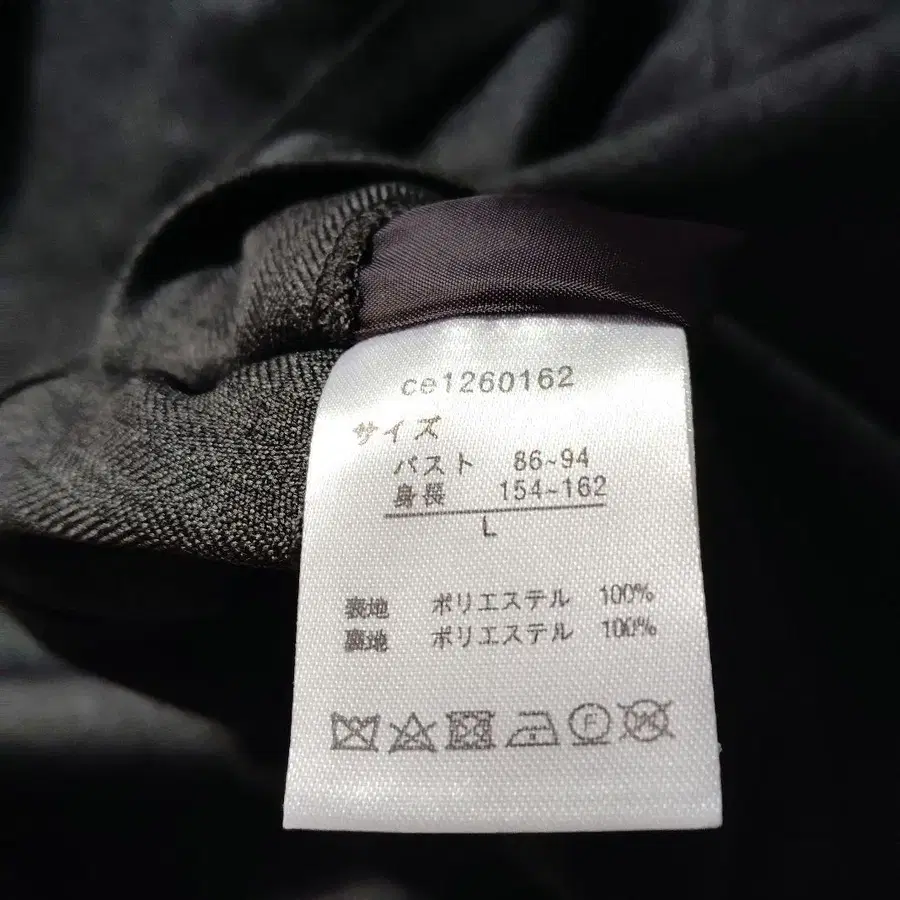 ce1260162
サイズ
バスト 86~94
身長 154~162
L
表地 ポリエステル 100%
裏地 ポリエステル 100%
F